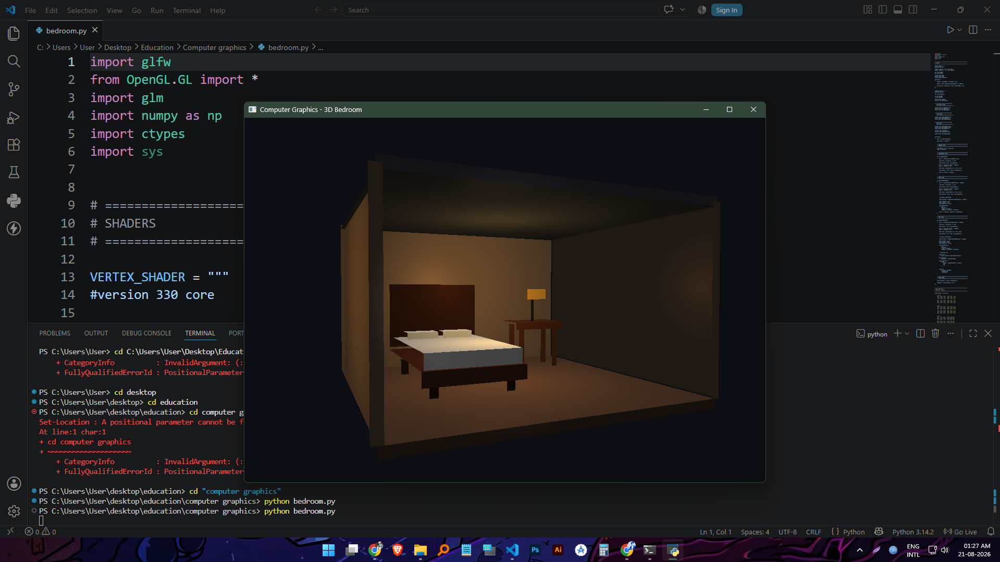 File Edit Selection View Go Run Terminal Help
Search
Sign In
bedroom.py
C: > Users > User > Desktop > Education > Computer graphics > bedroom.py > ...
1 import glfw
2 from OpenGL.GL import *
3 import glm
4 import numpy as np
5 import ctypes
6 import sys
7
8
9 # ===================
10 # SHADERS
11 # ===================
12
13 VERTEX_SHADER = """
14 #version 330 core
15
Computer Graphics - 3D Bedroom
PROBLEMS OUTPUT DEBUG CONSOLE TERMINAL PORT
python
PS C:\Users\User> cd C:\Users\User\Desktop\Educat
+ CategoryInfo : InvalidArgument: (:
+ FullyQualifiedErrorId : PositionalParameter
PS C:\Users\User> cd desktop
PS C:\Users\User\desktop> cd education
PS C:\Users\User\desktop\education> cd computer g
Set-Location : A positional parameter cannot be f
At line:1 char:1
+ cd computer graphics
+ ~~~~~~~~~~~~~~~~~~~~
+ CategoryInfo : InvalidArgument: (:
+ FullyQualifiedErrorId : PositionalParameter
PS C:\Users\User\desktop\education> cd "computer graphics"
PS C:\Users\User\desktop\education\computer graphics> python bedroom.py
PS C:\Users\User\desktop\education\computer graphics> python bedroom.py
0 0
Ln 1, Col 1 Spaces: 4 UTF-8 CRLF {} Python Python 3.14.2 Go Live
Ps Ai
qb
ENG
INTL
01:27 AM
21-08-2026